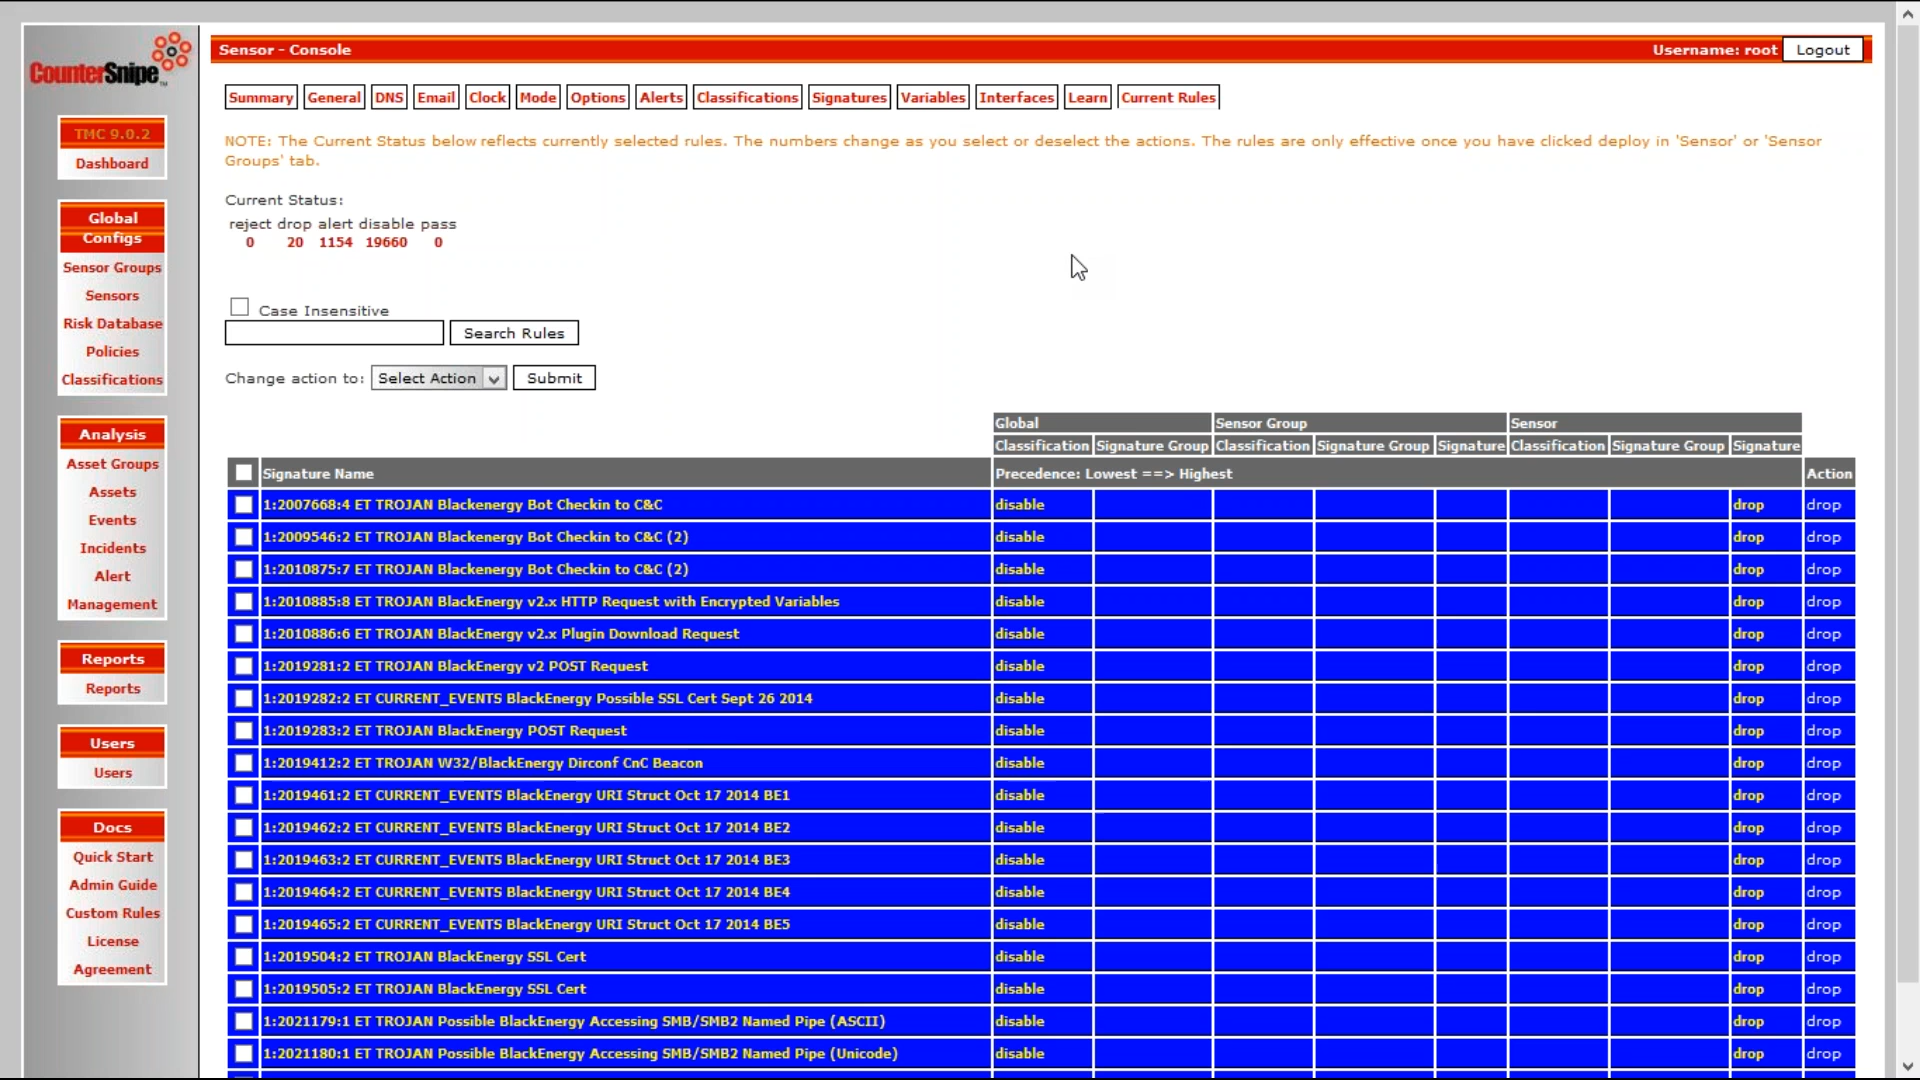 CounterSnipe™
Sensor - Console Username: root Logout
Summary General DNS Email Clock Mode Options Alerts Classifications Signatures Variables Interfaces Learn Current Rules
TMC 9.0.2
Dashboard
Global
Configs
Sensor Groups
Sensors
Risk Database
Policies
Classifications
Analysis
Asset Groups
Assets
Events
Incidents
Alert
Management
Reports
Reports
Users
Users
Docs
Quick Start
Admin Guide
Custom Rules
License
Agreement
NOTE: The Current Status below reflects currently selected rules. The numbers change as you select or deselect the actions. The rules are only effective once you have clicked deploy in 'Sensor' or 'Sensor
Groups' tab.
Current Status:
reject drop alert disable pass
0 20 1154 19660 0
Case Insensitive
Search Rules
Change action to: Select Action Submit
Global Sensor Group Sensor
Classification Signature Group Classification Signature Group Signature Classification Signature Group Signature
Signature Name Precedence: Lowest ==> Highest Action
1:2007668:4 ET TROJAN Blackenergy Bot Checkin to C&C disable drop drop
1:2009546:2 ET TROJAN Blackenergy Bot Checkin to C&C (2) disable drop drop
1:2010875:7 ET TROJAN Blackenergy Bot Checkin to C&C (2) disable drop drop
1:2010885:8 ET TROJAN BlackEnergy v2.x HTTP Request with Encrypted Variables disable drop drop
1:2010886:6 ET TROJAN BlackEnergy v2.x Plugin Download Request disable drop drop
1:2019281:2 ET TROJAN BlackEnergy v2 POST Request disable drop drop
1:2019282:2 ET CURRENT_EVENTS BlackEnergy Possible SSL Cert Sept 26 2014 disable drop drop
1:2019283:2 ET TROJAN BlackEnergy POST Request disable drop drop
1:2019412:2 ET TROJAN W32/BlackEnergy Dirconf CnC Beacon disable drop drop
1:2019461:2 ET CURRENT_EVENTS BlackEnergy URI Struct Oct 17 2014 BE1 disable drop drop
1:2019462:2 ET CURRENT_EVENTS BlackEnergy URI Struct Oct 17 2014 BE2 disable drop drop
1:2019463:2 ET CURRENT_EVENTS BlackEnergy URI Struct Oct 17 2014 BE3 disable drop drop
1:2019464:2 ET CURRENT_EVENTS BlackEnergy URI Struct Oct 17 2014 BE4 disable drop drop
1:2019465:2 ET CURRENT_EVENTS BlackEnergy URI Struct Oct 17 2014 BE5 disable drop drop
1:2019504:2 ET TROJAN BlackEnergy SSL Cert disable drop drop
1:2019505:2 ET TROJAN BlackEnergy SSL Cert disable drop drop
1:2021179:1 ET TROJAN Possible BlackEnergy Accessing SMB/SMB2 Named Pipe (ASCII) disable drop drop
1:2021180:1 ET TROJAN Possible BlackEnergy Accessing SMB/SMB2 Named Pipe (Unicode) disable drop drop